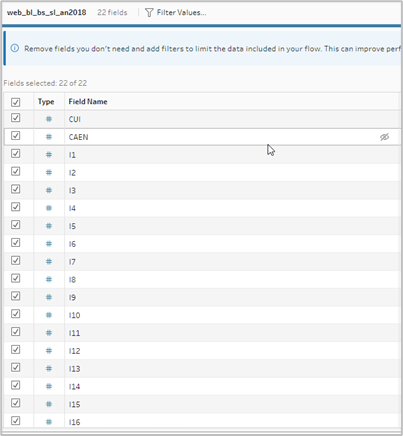 web_bl_bs_sl_an2018 22 fields Filter Values...
Remove fields you don't need and add filters to limit the data included in your flow. This can improve perf
Fields selected: 22 of 22
Type Field Name
# CUI
# CAEN
# I1
# I2
# I3
# I4
# I5
# I6
# I7
# I8
# I9
# I10
# I11
# I12
# I13
# I14
# I15
# I16